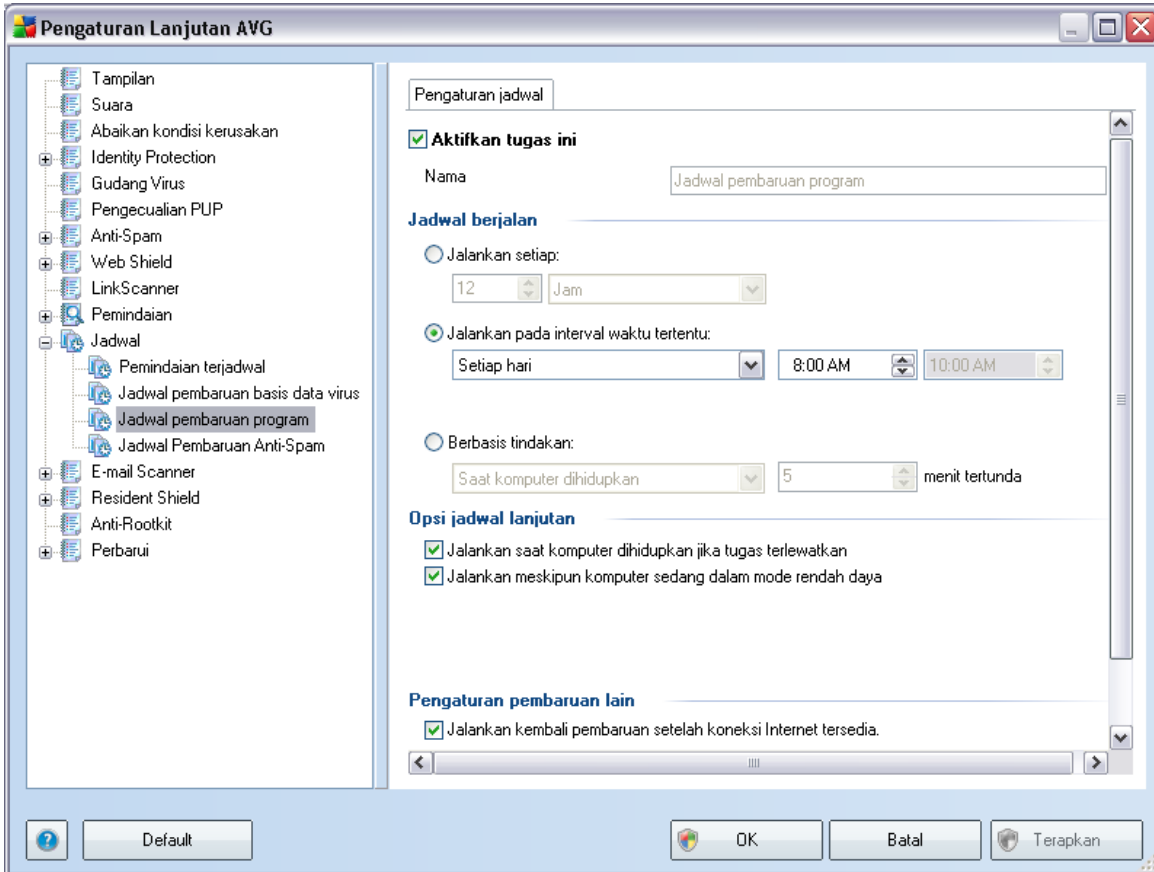 Pengaturan Lanjutan AVG
Tampilan
Suara
Abaikan kondisi kerusakan
Identity Protection
Gudang Virus
Pengecualian PUP
Anti-Spam
Web Shield
LinkScanner
Pemindaian
Jadwal
Pemindaian terjadwal
Jadwal pembaruan basis data virus
Jadwal pembaruan program
Jadwal Pembaruan Anti-Spam
E-mail Scanner
Resident Shield
Anti-Rootkit
Perbarui
Pengaturan jadwal
Aktifkan tugas ini
Nama Jadwal pembaruan program
Jadwal berjalan
Jalankan setiap:
12 Jam
Jalankan pada interval waktu tertentu:
Setiap hari 8:00 AM 10:00 AM
Berbasis tindakan:
Saat komputer dihidupkan 5 menit tertunda
Opsi jadwal lanjutan
Jalankan saat komputer dihidupkan jika tugas terlewatkan
Jalankan meskipun komputer sedang dalam mode rendah daya
Pengaturan pembaruan lain
Jalankan kembali pembaruan setelah koneksi Internet tersedia.
? Default OK Batal Terapkan